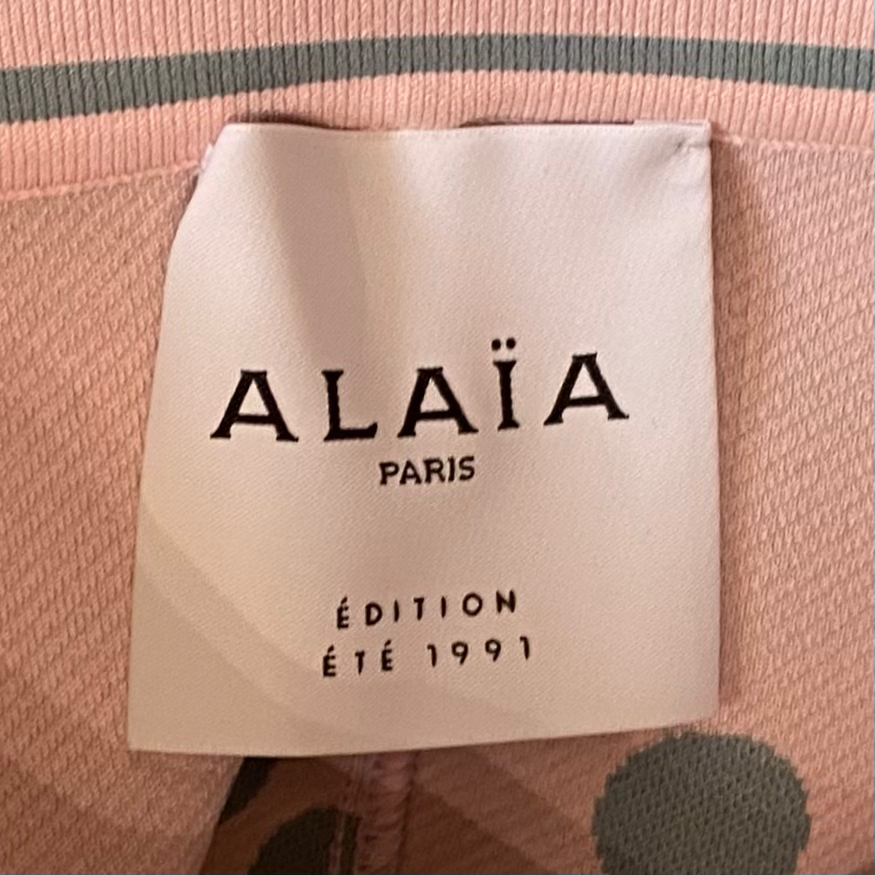 ALAÏA
PARIS
ÉDITION
ÉTÉ 1991